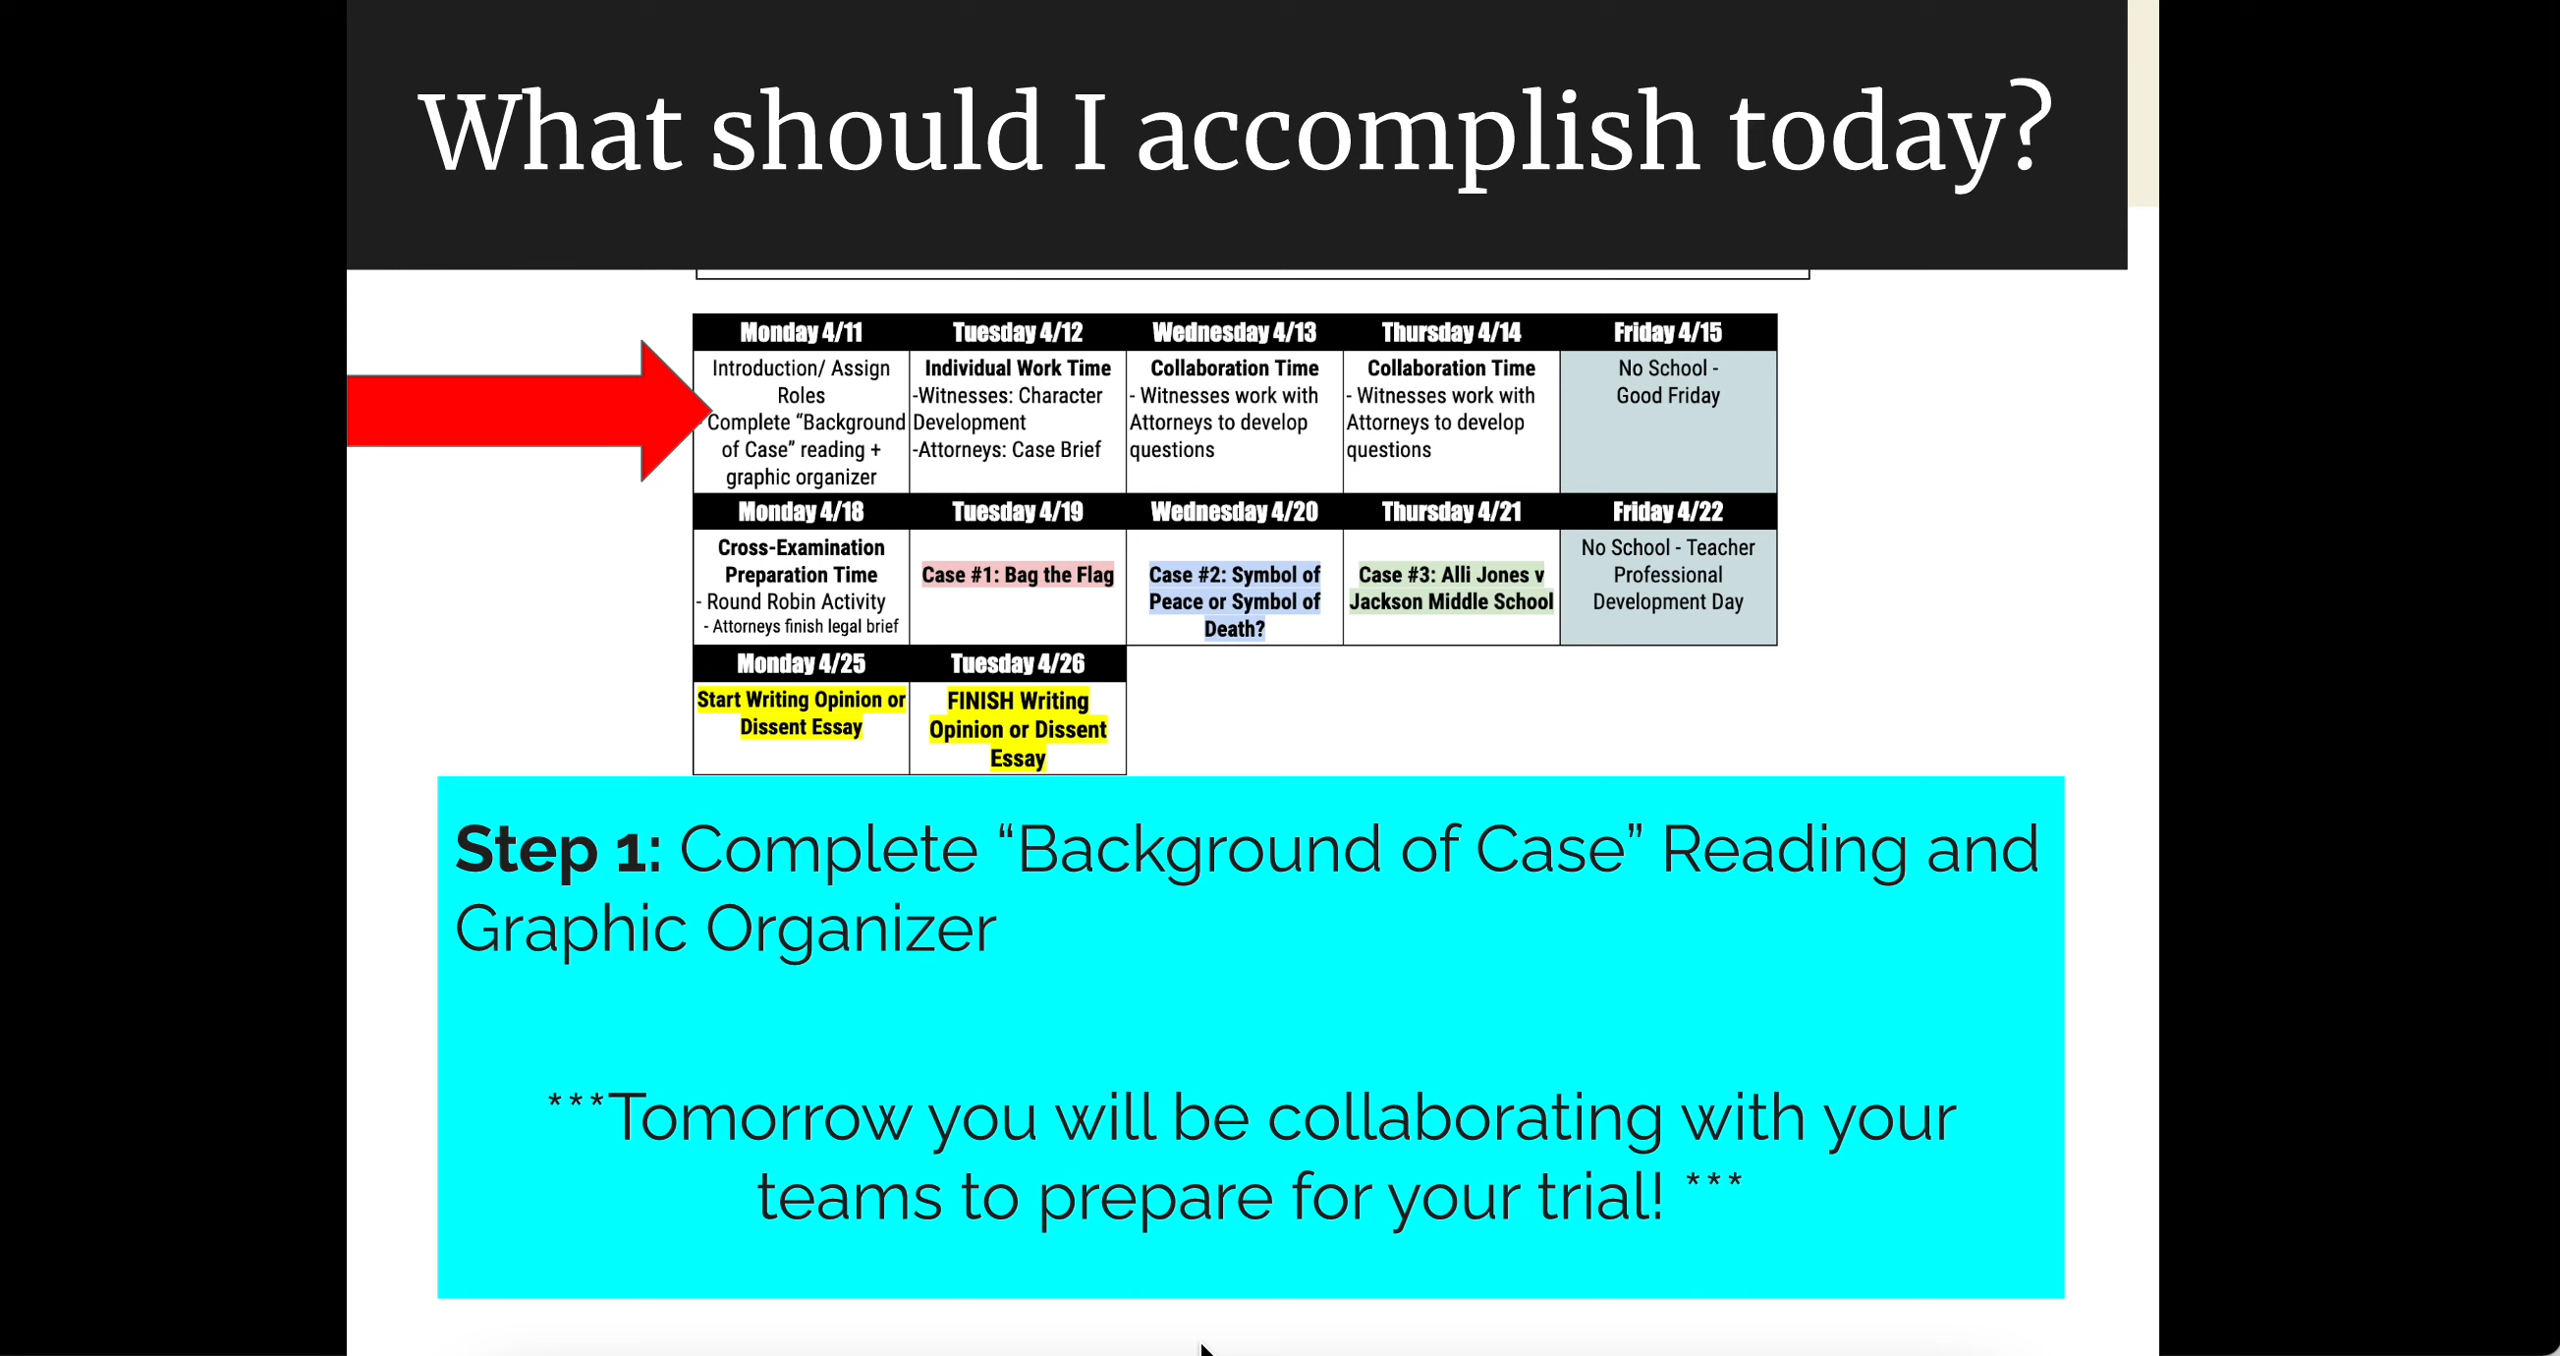 What should I accomplish today?
Monday 4/11 Tuesday 4/12 Wednesday 4/13 Thursday 4/14 Friday 4/15
Introduction/ Assign
Roles
- Complete “Background
of Case” reading +
graphic organizer
Individual Work Time
-Witnesses: Character
Development
-Attorneys: Case Brief
Collaboration Time
- Witnesses work with
Attorneys to develop
questions
Collaboration Time
- Witnesses work with
Attorneys to develop
questions
No School -
Good Friday
Monday 4/18 Tuesday 4/19 Wednesday 4/20 Thursday 4/21 Friday 4/22
Cross-Examination
Preparation Time
- Round Robin Activity
- Attorneys finish legal brief
Case #1: Bag the Flag
Case #2: Symbol of
Peace or Symbol of
Death?
Case #3: Alli Jones v
Jackson Middle School
No School - Teacher
Professional
Development Day
Monday 4/25 Tuesday 4/26
Start Writing Opinion or
Dissent Essay
FINISH Writing
Opinion or Dissent
Essay
Step 1: Complete “Background of Case” Reading and
Graphic Organizer
***Tomorrow you will be collaborating with your
teams to prepare for your trial! ***